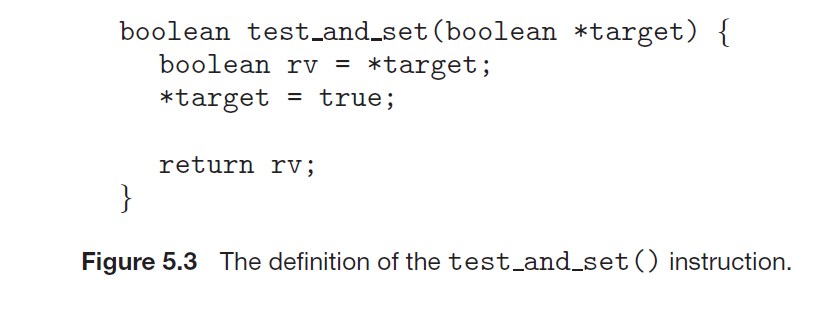 boolean test_and_set(boolean *target) {
boolean rv = *target;
*target = true;
return rv;
}
Figure 5.3 The definition of the test_and_set() instruction.